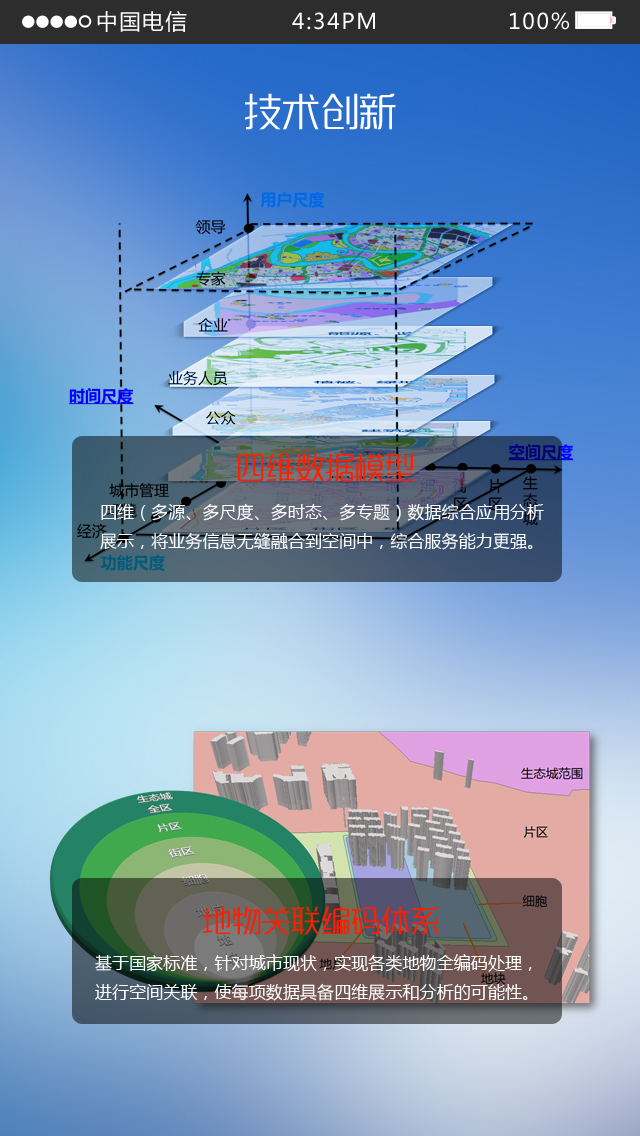 中国电信 4:34PM 100%
技术创新
用户尺度
领导
专家
企业
业务人员
公众
时间尺度
空间尺度
四维数据模型
城市管理
街区
片区
生态城
四维（多源、多尺度、多时态、多专题）数据综合应用分析
展示，将业务信息无缝融合到空间中，综合服务能力更强。
经济
功能尺度
生态城范围
生态城
全区
片区
片区
街区
细胞
细胞
地物关联编码体系
基于国家标准，针对城市现状，实现各类地物全编码处理，
进行空间关联，使每项数据具备四维展示和分析的可能性。
地块